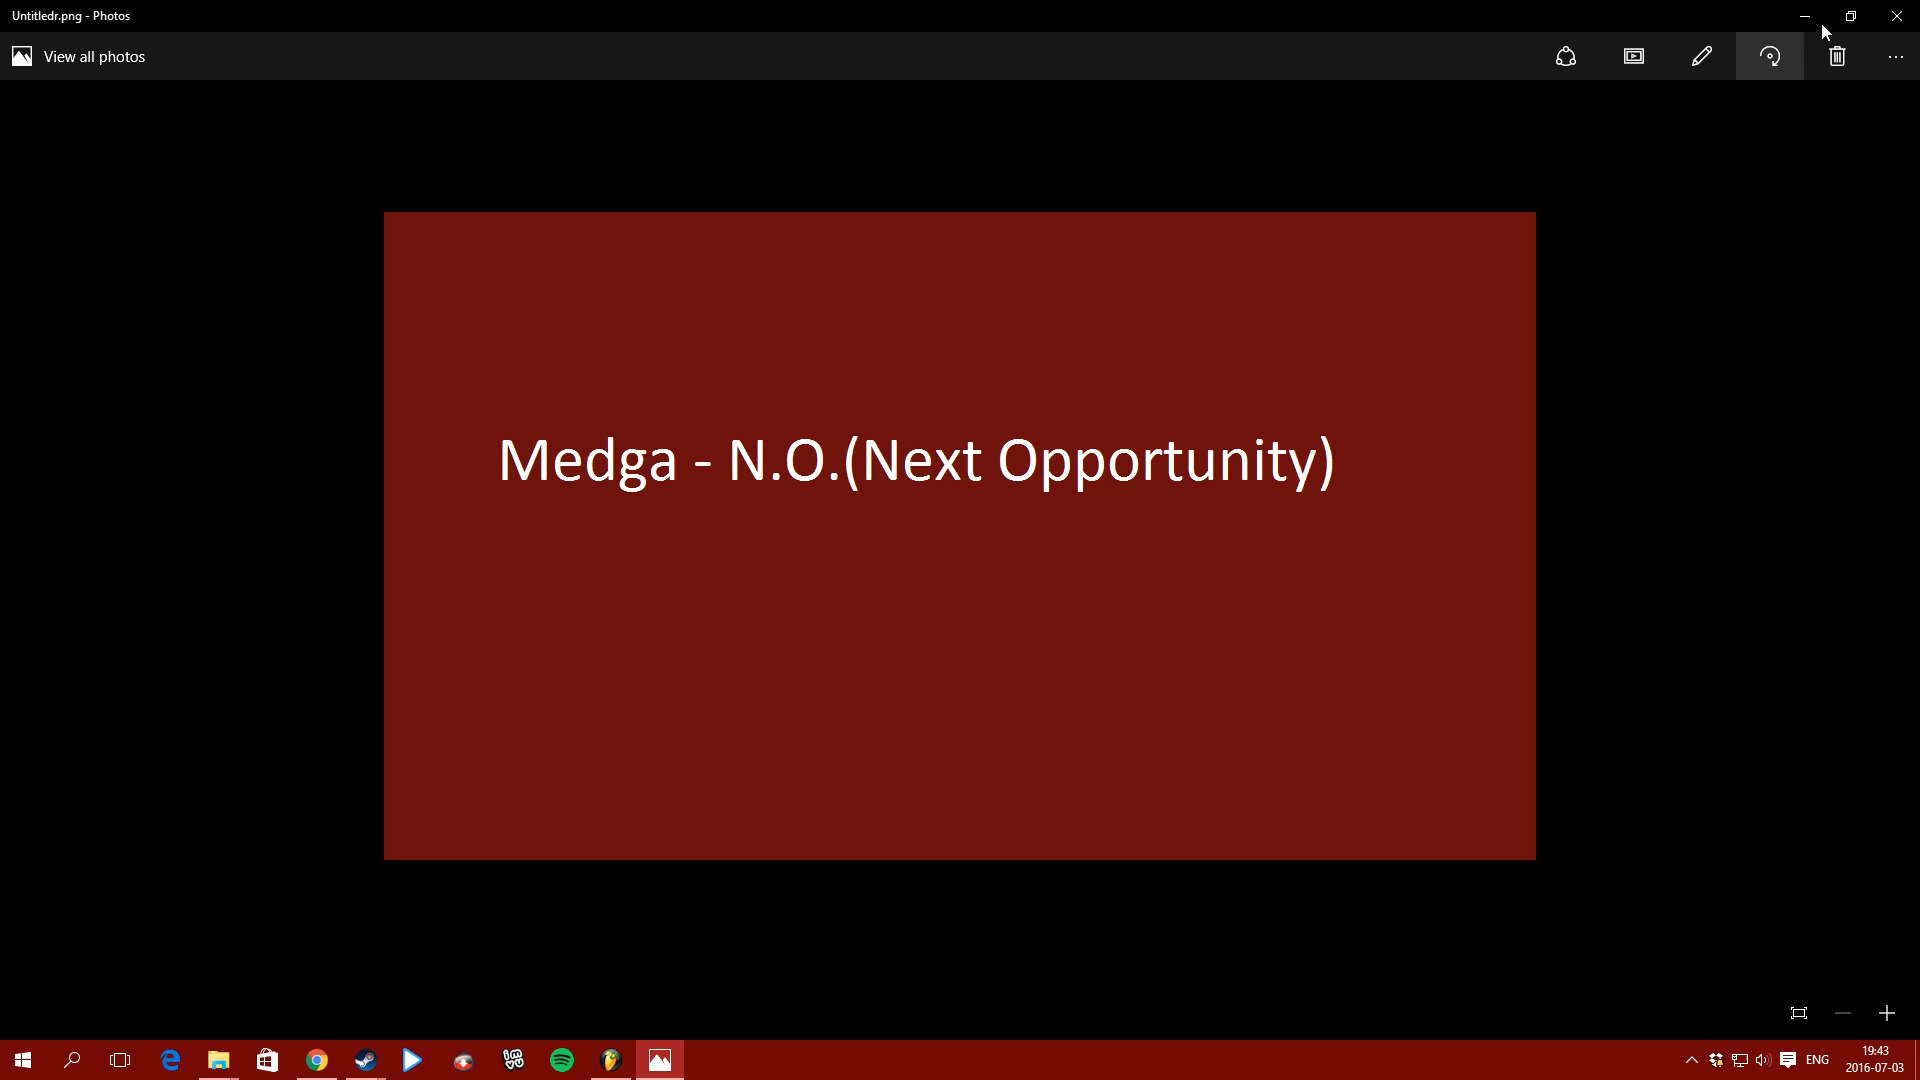 Untitledr.png - Photos
View all photos
Medga - N.O.(Next Opportunity)
ENG
19:43
2016-07-03